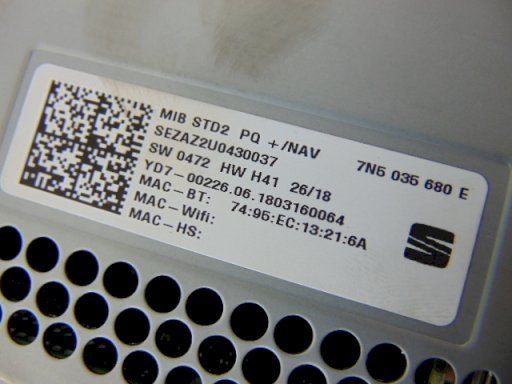 MIB STD2 PQ +/NAV 7N5 035 680 E
SEZAZ2U0430037
SW 0472 HW H41 26/18
YD7-00226.06.1803160064
MAC-BT: 74:95:EC:13:21:6A
MAC-Wifi:
MAC-HS: